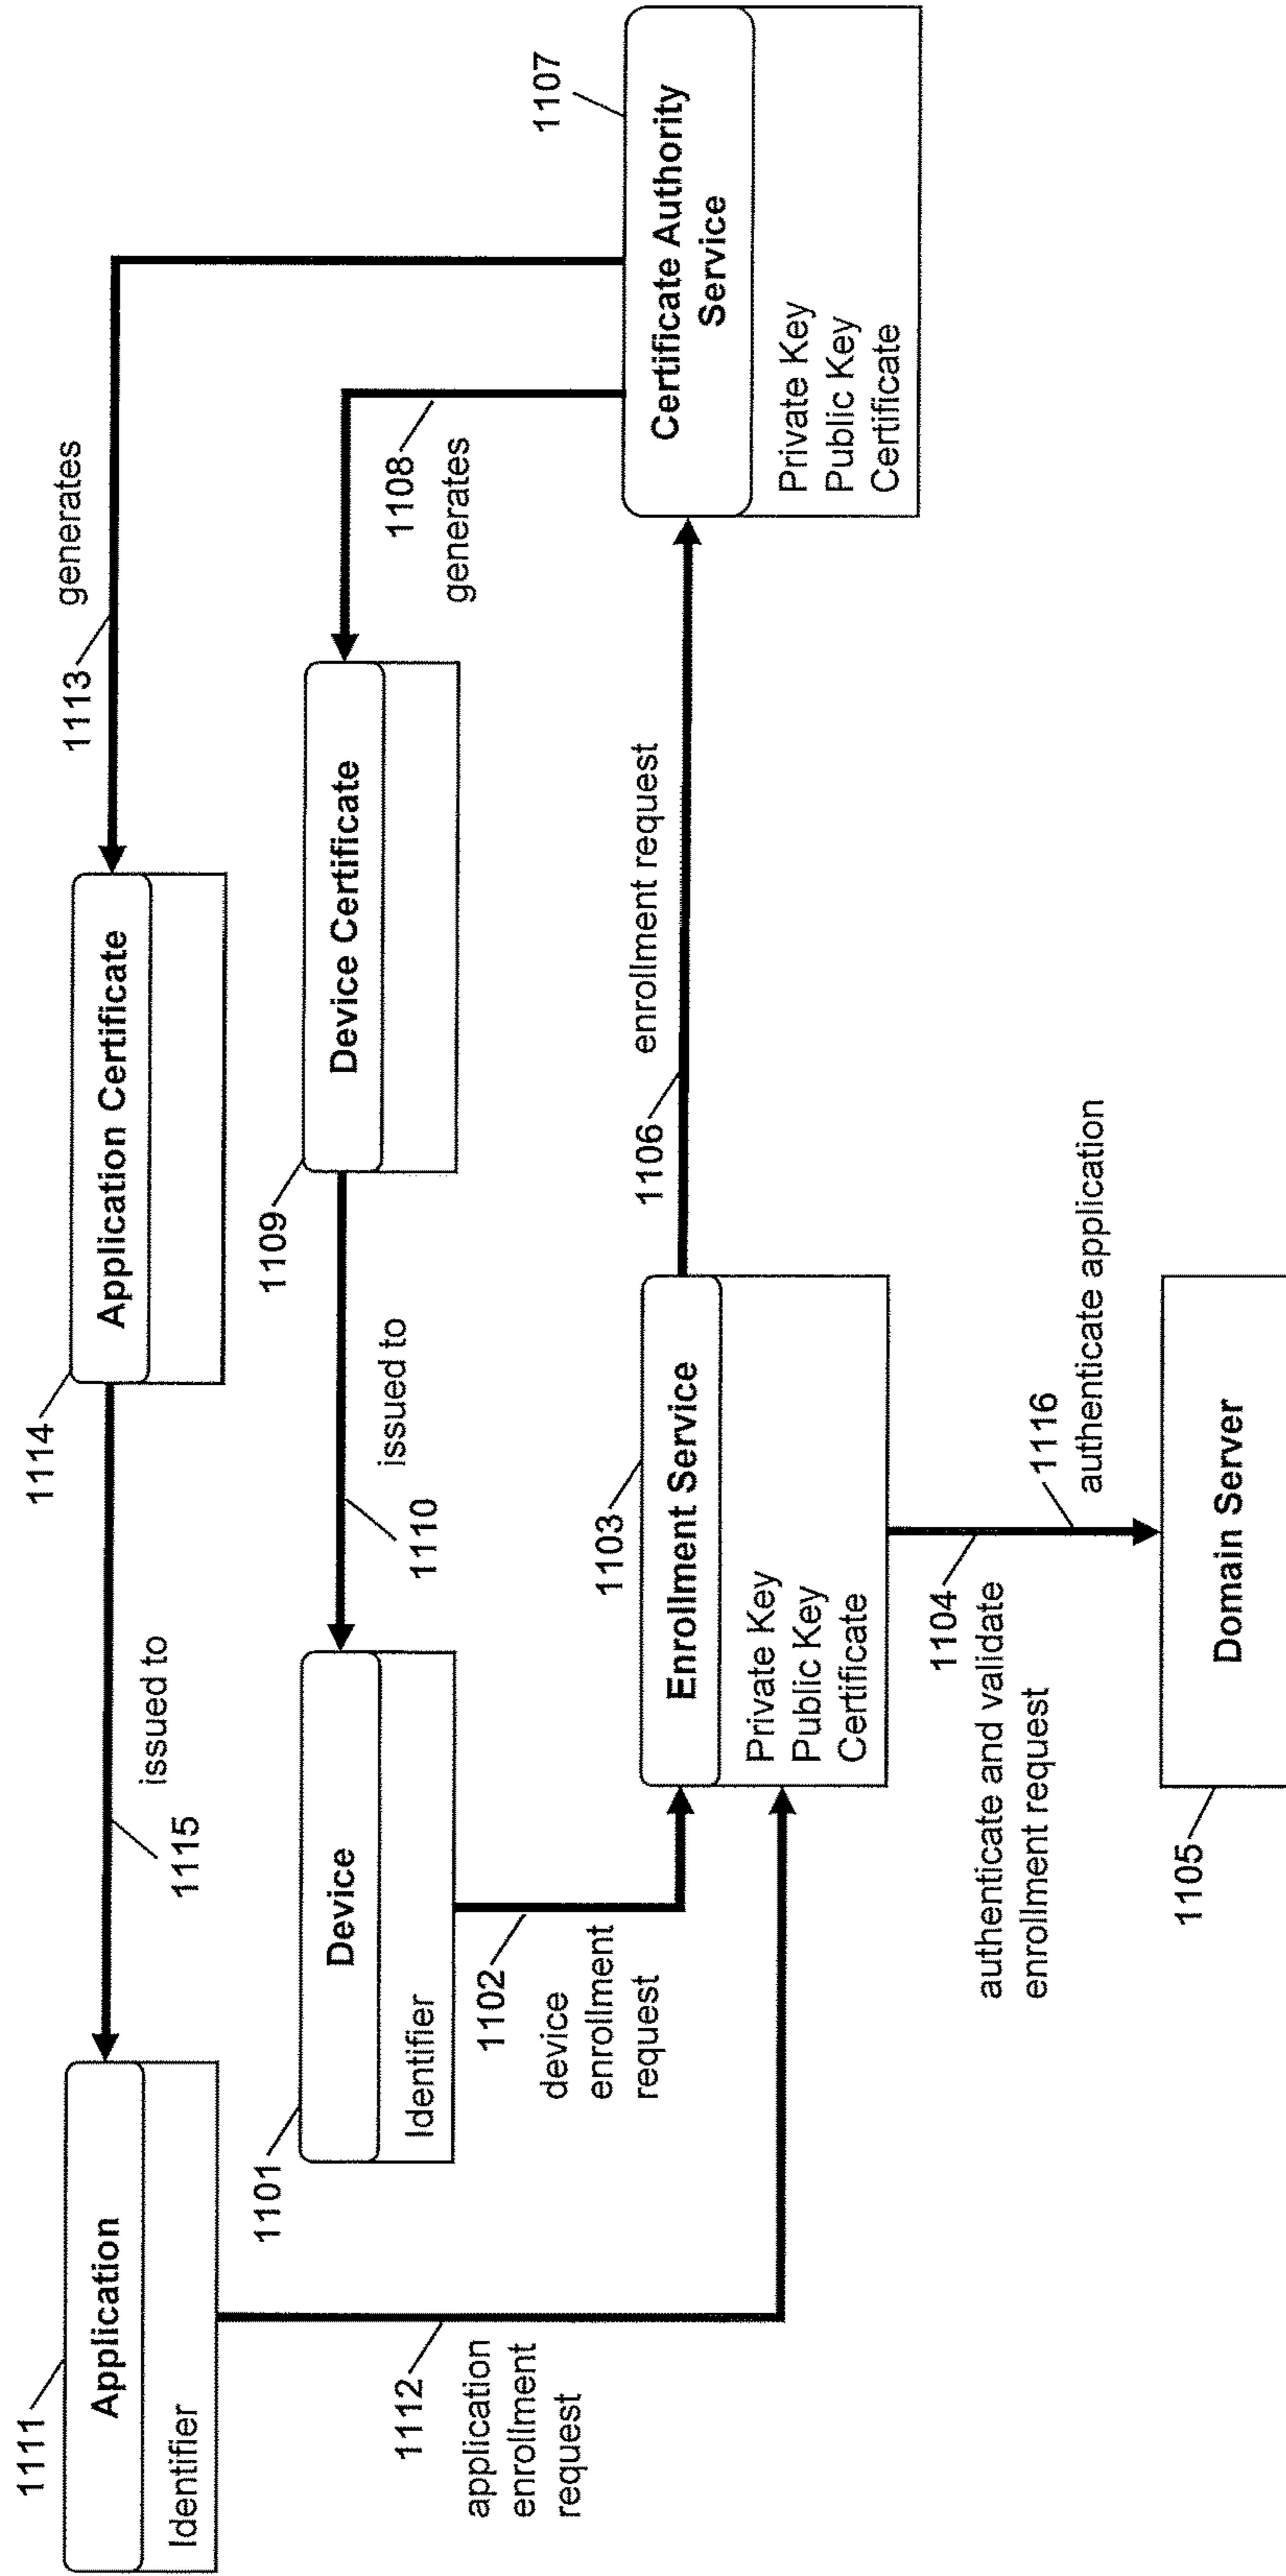 1111
Application
Identifier
1115
issued to
1114
Application Certificate
1113
generates
1112
application
enrollment
request
1101
Device
Identifier
1110
issued to
1109
Device Certificate
1108
generates
1102
device
enrollment
request
1103
Enrollment Service
Private Key
Public Key
Certificate
1106
enrollment request
1107
Certificate Authority
Service
Private Key
Public Key
Certificate
1104
authenticate and validate
enrollment request
1116
authenticate application
1105
Domain Server